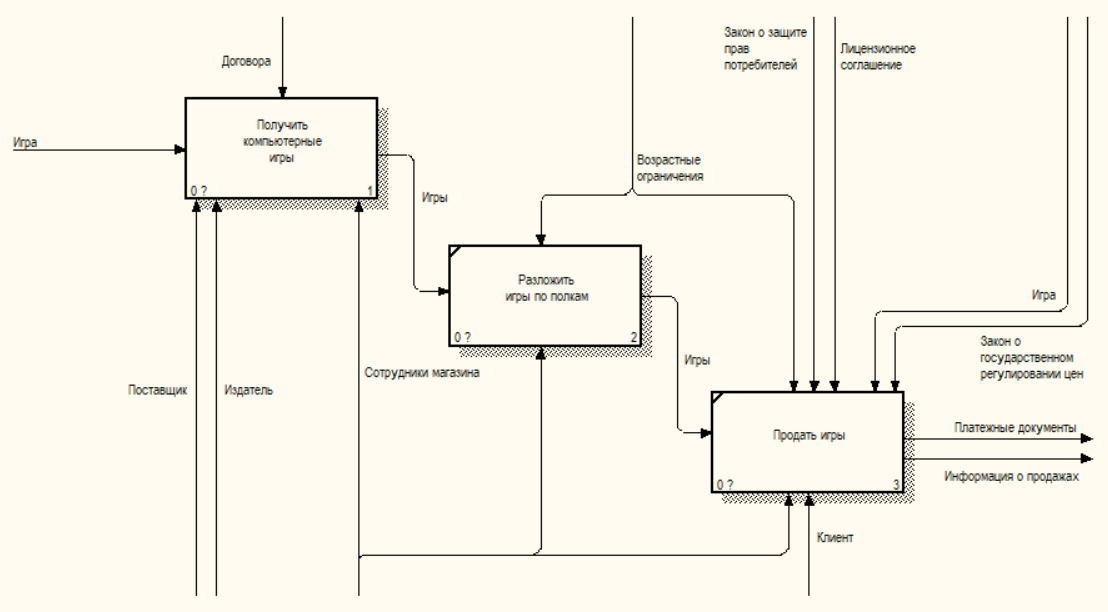 Закон о защите
прав
потребителей
Лицензионное
соглашение
Договора
Получить
компьютерные
игры
0 ?
1
Игра
Возрастные
ограничения
Игры
Разложить
игры по полкам
0 ?
2
Игра
Закон о
государственном
регулировании цен
Игры
Сотрудники магазина
Поставщик
Издатель
Продать игры
0 ?
3
Платежные документы
Информация о продажах
Клиент